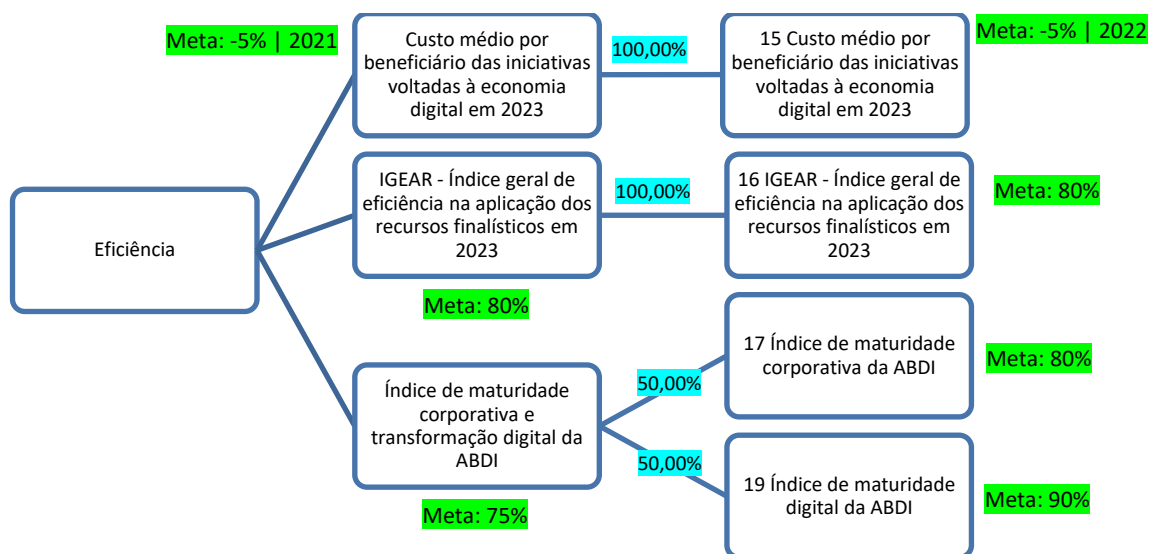 Meta: -5% | 2021
Custo médio por
beneficiário das iniciativas
voltadas à economia
digital em 2023
100,00%
15 Custo médio por
beneficiário das iniciativas
voltadas à economia
digital em 2023
Meta: -5% | 2022
Eficiência
IGEAR - Índice geral de
eficiência na aplicação dos
recursos finalísticos em
2023
Meta: 80%
100,00%
16 IGEAR - Índice geral de
eficiência na aplicação dos
recursos finalísticos em
2023
Meta: 80%
Índice de maturidade
corporativa e
transformação digital da
ABDI
Meta: 75%
50,00%
17 Índice de maturidade
corporativa da ABDI
Meta: 80%
50,00%
19 Índice de maturidade
digital da ABDI
Meta: 90%